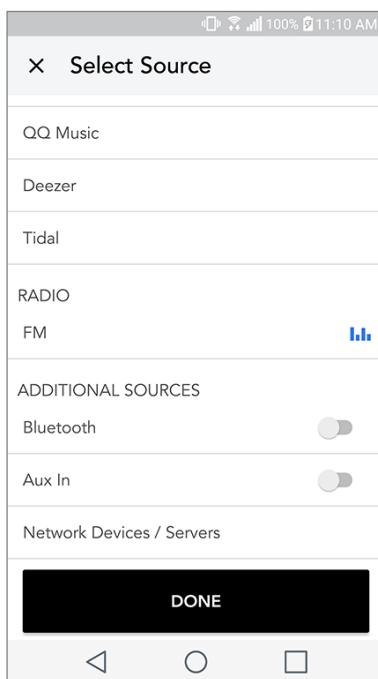 100% 11:10 AM
Select Source
QQ Music
Deezer
Tidal
RADIO
FM
ADDITIONAL SOURCES
Bluetooth
Aux In
Network Devices / Servers
DONE